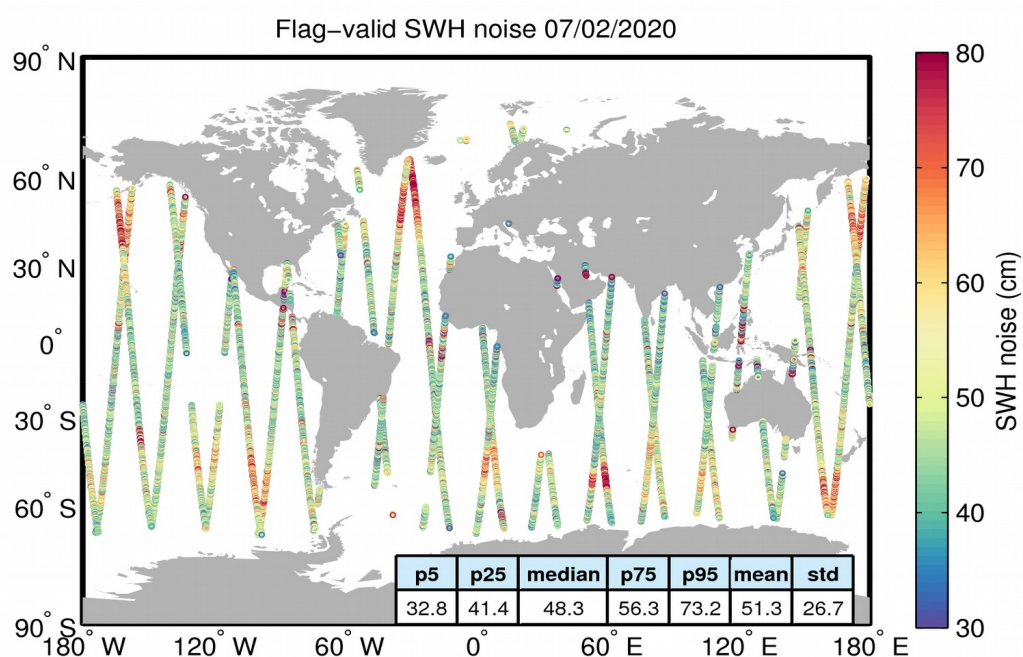 Flag−valid SWH noise 07/02/2020
90° N
60° N
30° N
0°
30° S
60° S
90° S
180° W
120° W
60° W
0°
60° E
120° E
180° E
80
70
60
50
40
30
SWH noise (cm)
p5 p25 median p75 p95 mean std
32.8 41.4 48.3 56.3 73.2 51.3 26.7